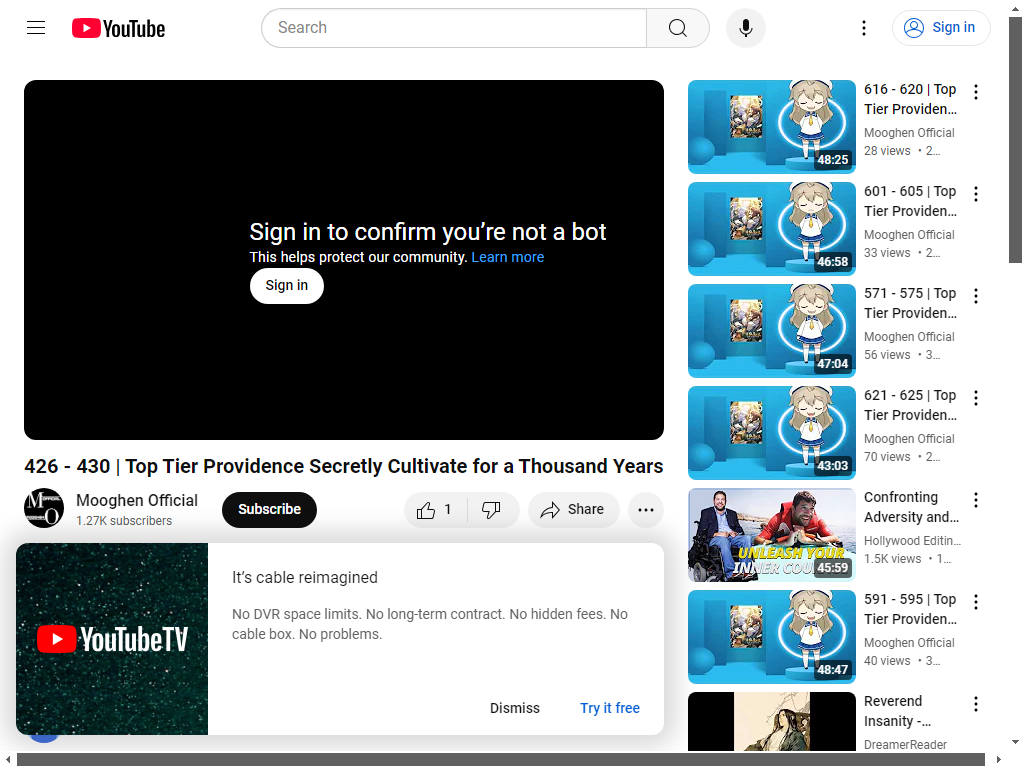 YouTube
Search
Sign in
Sign in to confirm you’re not a bot
This helps protect our community. Learn more
Sign in
426 - 430 | Top Tier Providence Secretly Cultivate for a Thousand Years
Mooghen Official
1.27K subscribers
Subscribe
1
Share
YouTubeTV
It’s cable reimagined
No DVR space limits. No long-term contract. No hidden fees. No
cable box. No problems.
Dismiss
Try it free
48:25
616 - 620 | Top
Tier Providen...
Mooghen Official
28 views • 2...
46:58
601 - 605 | Top
Tier Providen...
Mooghen Official
33 views • 2...
47:04
571 - 575 | Top
Tier Providen...
Mooghen Official
56 views • 3...
43:03
621 - 625 | Top
Tier Providen...
Mooghen Official
70 views • 2...
UNLEASH YOUR
INNER COU
45:59
Confronting
Adversity and...
Hollywood Editin...
1.5K views • 1...
48:47
591 - 595 | Top
Tier Providen...
Mooghen Official
40 views • 3...
Reverend
Insanity -...
DreamerReader